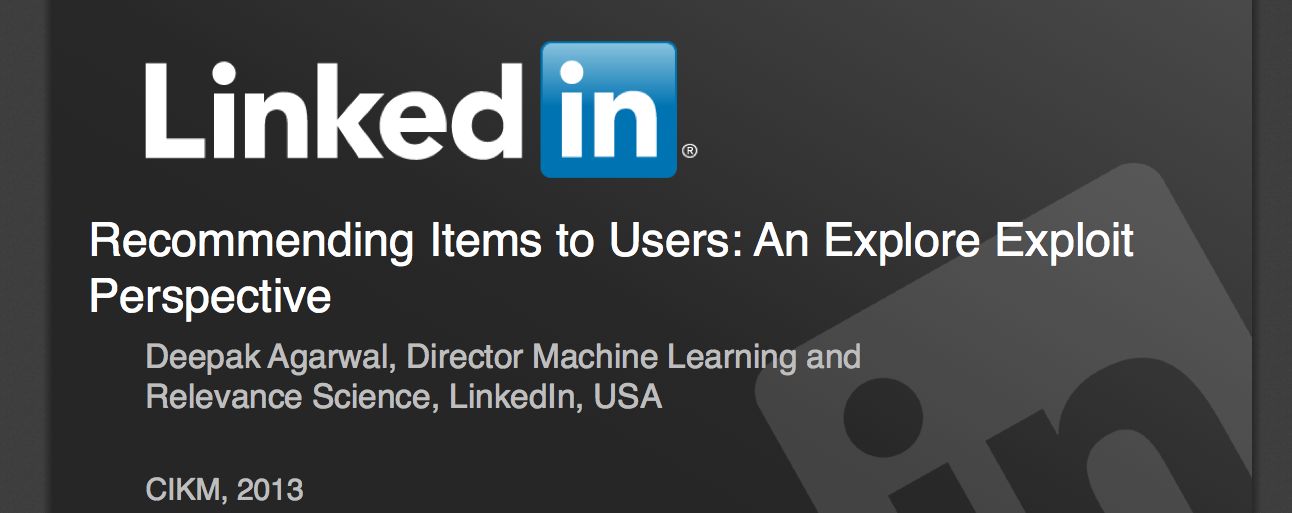 Linkedin®
Recommending Items to Users: An Explore Exploit
Perspective
Deepak Agarwal, Director Machine Learning and
Relevance Science, LinkedIn, USA
CIKM, 2013
in